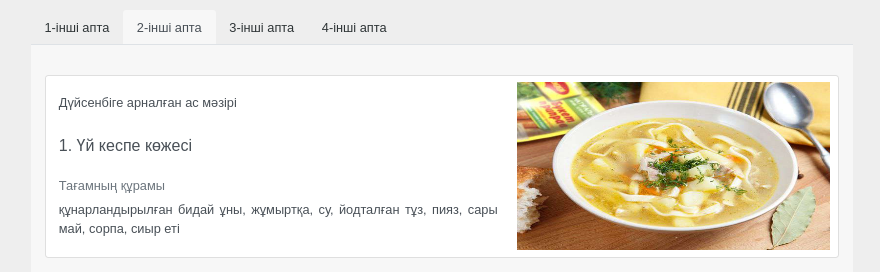 1-інші апта
2-інші апта
3-інші апта
4-інші апта
Дүйсенбіге арналған ас мәзірі
1. Үй кеспе көжесі
Тағамның құрамы
құнарландырылған бидай ұны, жұмыртқа, су, йодталған тұз, пияз, сары
май, сорпа, сиыр еті